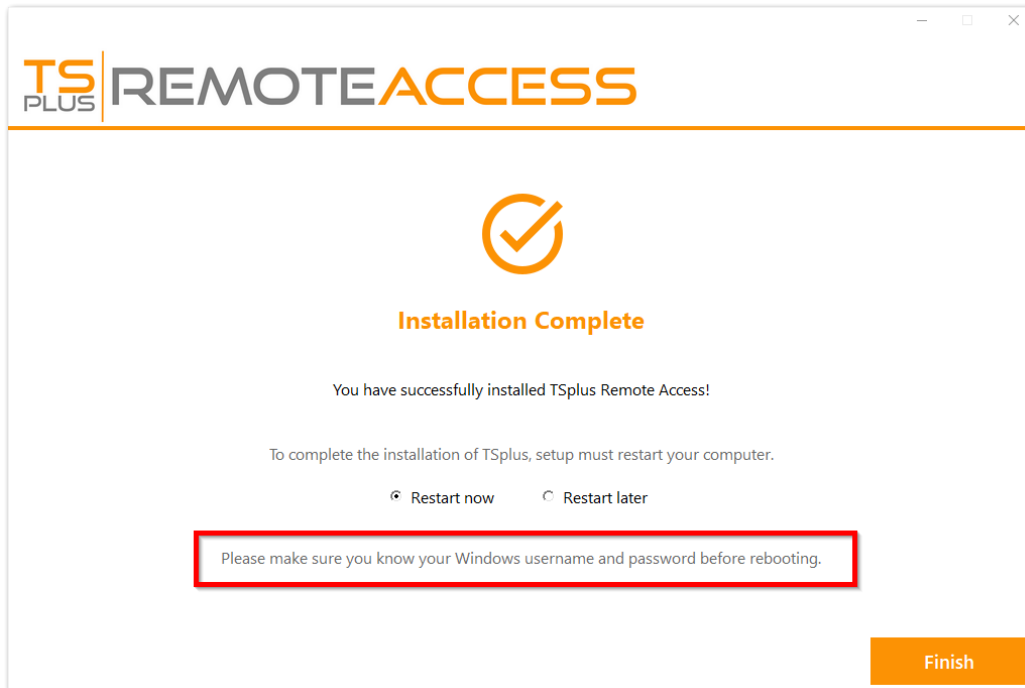 TS PLUS REMOTEACCESS
Installation Complete
You have successfully installed TSplus Remote Access!
To complete the installation of TSplus, setup must restart your computer.
Restart now Restart later
Please make sure you know your Windows username and password before rebooting.
Finish